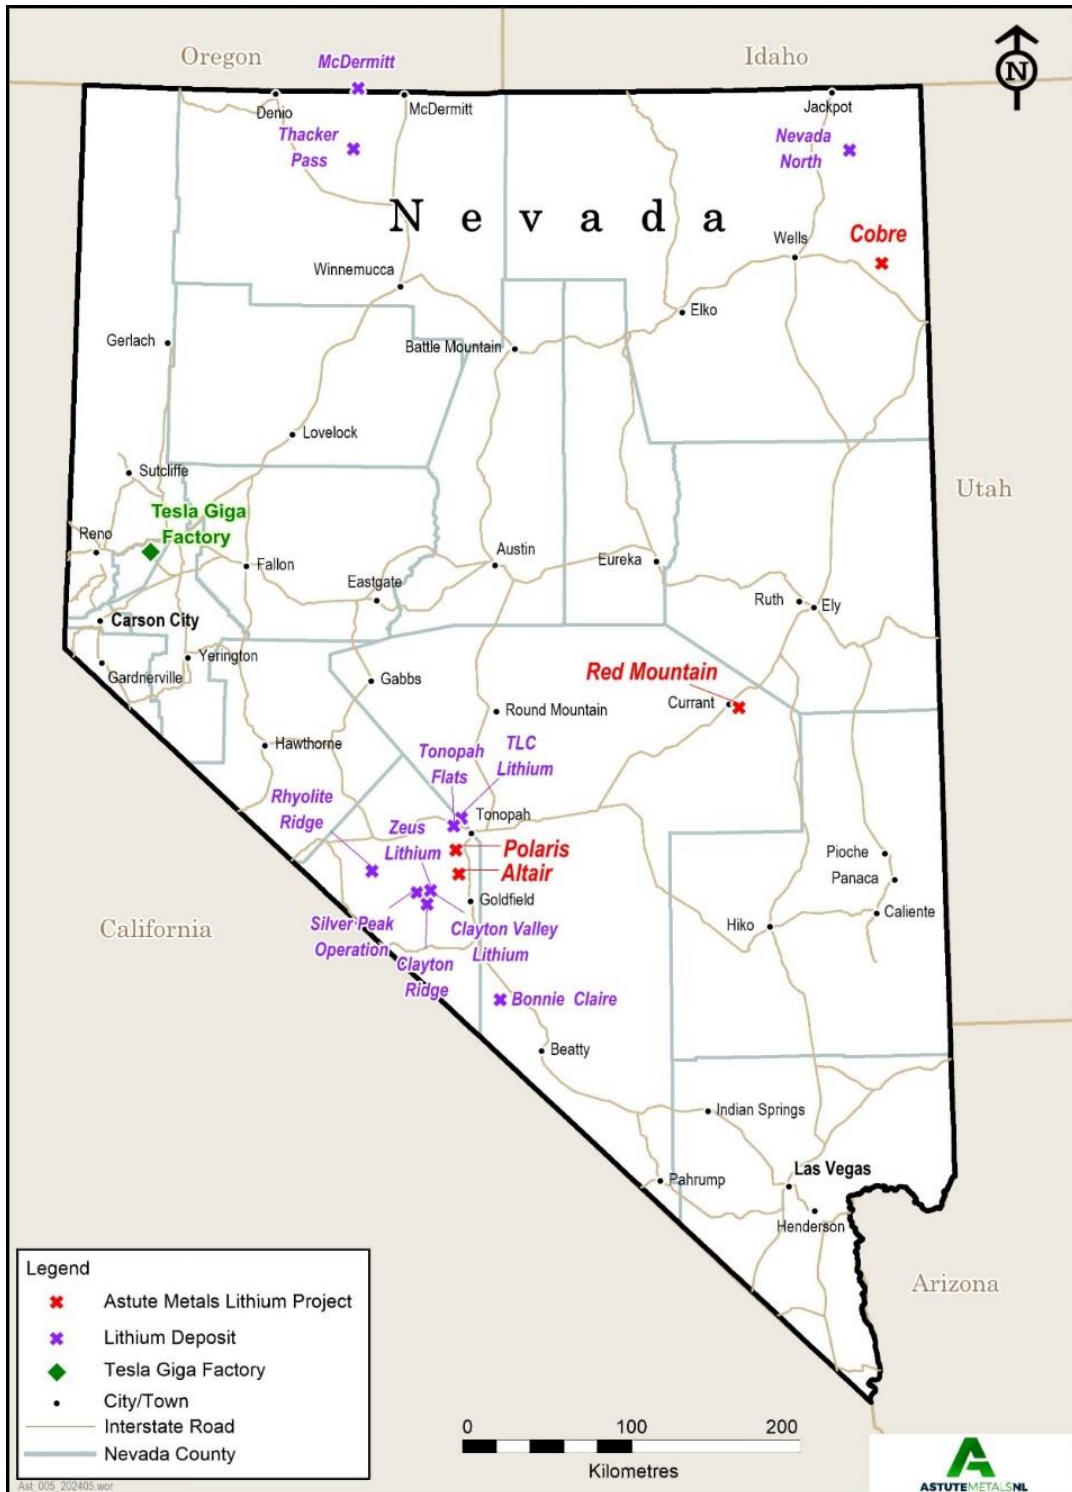 Oregon
Idaho
McDermitt
N
Denio
McDermitt
Jackpot
Thacker
Pass
Nevada
North
Nevada
Cobre
Wells
Winnemucca
Elko
Gerlach
Battle Mountain
Lovelock
Sutcliffe
Utah
Tesla Giga
Factory
Reno
Austin
Eureka
Fallon
Eastgate
Ruth
Ely
Carson City
Yerington
Gardnerville
Gabbs
Red Mountain
Currant
Round Mountain
Hawthorne
Tonopah
Flats
TLC
Lithium
Rhyolite
Ridge
Zeus
Lithium
Tonopah
Polaris
Altair
Pioche
Panaca
Goldfield
Caliente
Hiko
California
Silver Peak
Operation
Clayton Valley
Lithium
Clayton
Ridge
Bonnie Claire
Beatty
Indian Springs
Las Vegas
Pahrump
Henderson
Arizona
Legend
Astute Metals Lithium Project
Lithium Deposit
Tesla Giga Factory
City/Town
Interstate Road
Nevada County
0 100 200
Kilometres
Ast_005_202405.wor
ASTUTEMETALSNL